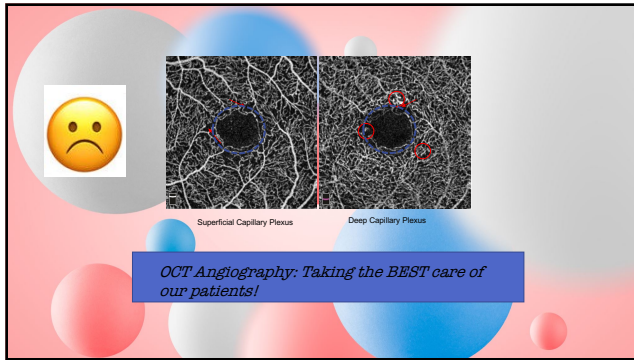 Superficial Capillary Plexus
Deep Capillary Plexus
OCT Angiography: Taking the BEST care of
our patients!